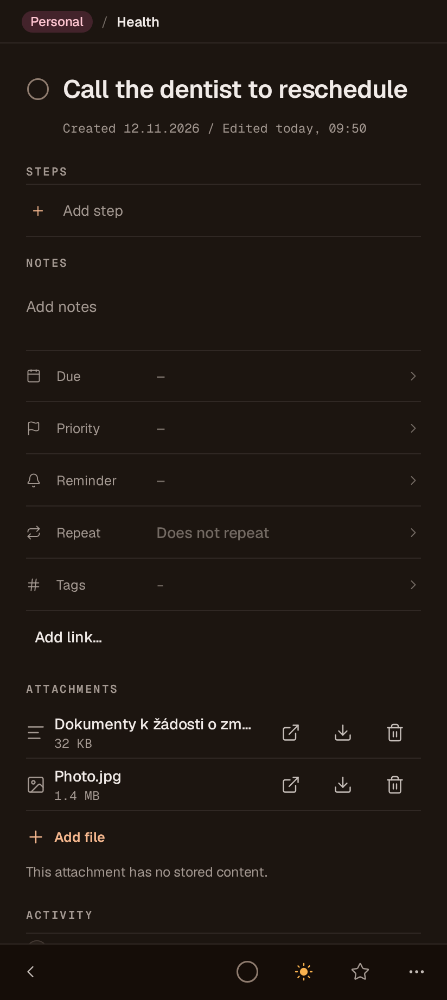 Personal / Health
Call the dentist to reschedule
Created 12.11.2026 / Edited today, 09:50
STEPS
Add step
NOTES
Add notes
Due –
Priority –
Reminder –
Repeat Does not repeat
Tags -
Add link...
ATTACHMENTS
Dokumenty k žádosti o zm...
32 KB
Photo.jpg
1.4 MB
Add file
This attachment has no stored content.
ACTIVITY